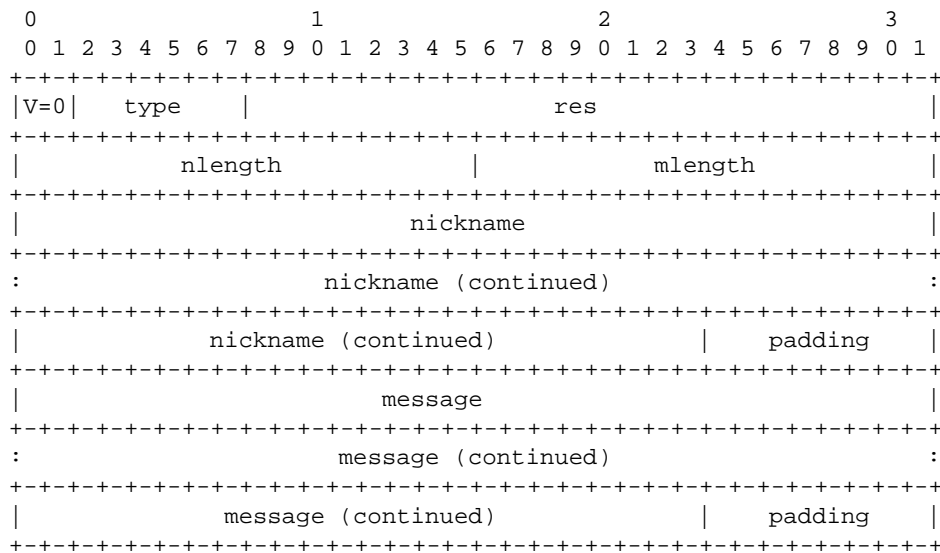 0                   1                   2                   3
 0 1 2 3 4 5 6 7 8 9 0 1 2 3 4 5 6 7 8 9 0 1 2 3 4 5 6 7 8 9 0 1
+-+-+-+-+-+-+-+-+-+-+-+-+-+-+-+-+-+-+-+-+-+-+-+-+-+-+-+-+-+-+-+-+
|V=0|   type    |                     res                       |
+-+-+-+-+-+-+-+-+-+-+-+-+-+-+-+-+-+-+-+-+-+-+-+-+-+-+-+-+-+-+-+-+
|           nlength             |            mlength            |
+-+-+-+-+-+-+-+-+-+-+-+-+-+-+-+-+-+-+-+-+-+-+-+-+-+-+-+-+-+-+-+-+
|                           nickname                            |
+-+-+-+-+-+-+-+-+-+-+-+-+-+-+-+-+-+-+-+-+-+-+-+-+-+-+-+-+-+-+-+-+
:                     nickname (continued)                      :
+-+-+-+-+-+-+-+-+-+-+-+-+-+-+-+-+-+-+-+-+-+-+-+-+-+-+-+-+-+-+-+-+
|             nickname (continued)              |    padding    |
+-+-+-+-+-+-+-+-+-+-+-+-+-+-+-+-+-+-+-+-+-+-+-+-+-+-+-+-+-+-+-+-+
|                         message                               |
+-+-+-+-+-+-+-+-+-+-+-+-+-+-+-+-+-+-+-+-+-+-+-+-+-+-+-+-+-+-+-+-+
:                      message (continued)                      :
+-+-+-+-+-+-+-+-+-+-+-+-+-+-+-+-+-+-+-+-+-+-+-+-+-+-+-+-+-+-+-+-+
|              message (continued)              |    padding    |
+-+-+-+-+-+-+-+-+-+-+-+-+-+-+-+-+-+-+-+-+-+-+-+-+-+-+-+-+-+-+-+-+